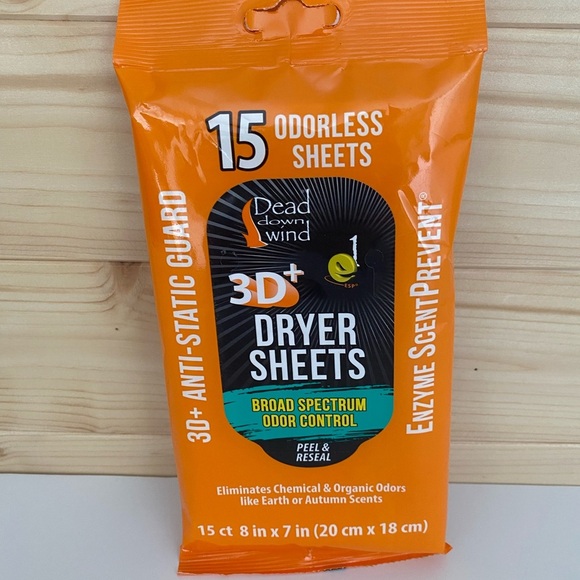 15 ODORLESS
SHEETS
3D+ ANTI-STATIC GUARD
Dead
down
wind
e
ESP
3D+
DRYER
SHEETS
BROAD SPECTRUM
ODOR CONTROL
PEEL &
RESEAL
ENZYME SCENTPREVENT®
Eliminates Chemical & Organic Odors
like Earth or Autumn Scents
15 ct 8 in x 7 in (20 cm x 18 cm)